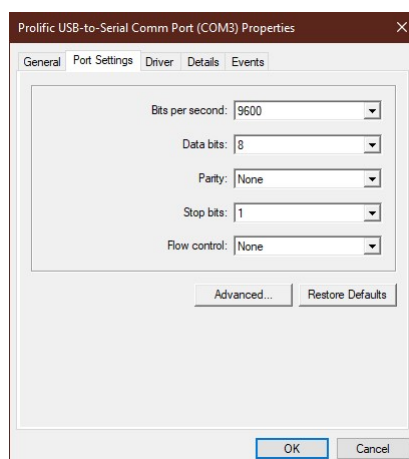 Prolific USB-to-Serial Comm Port (COM3) Properties
General Port Settings Driver Details Events
Bits per second: 9600
Data bits: 8
Parity: None
Stop bits: 1
Flow control: None
Advanced... Restore Defaults
OK Cancel